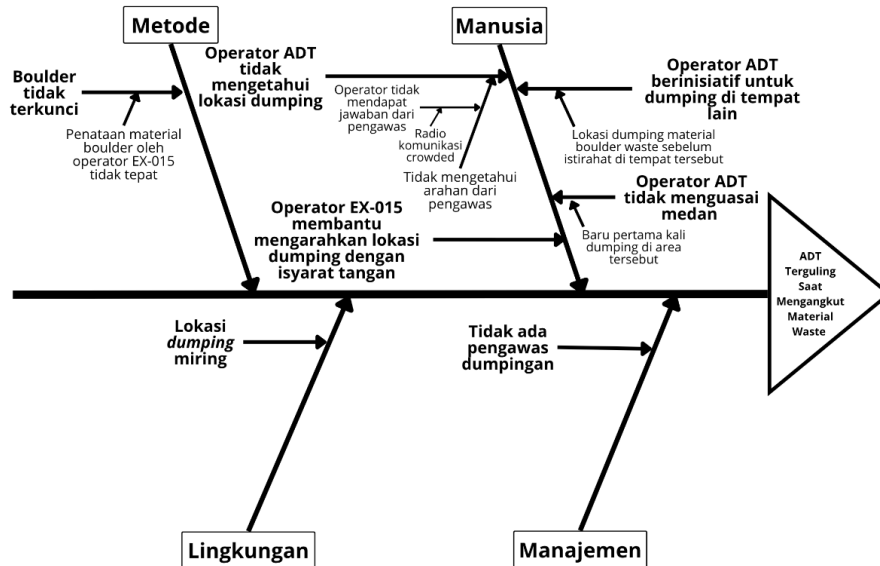 Metode
Manusia
Boulder
tidak
terkunci
Penataan material
boulder oleh
operator EX-015
tidak tepat
Operator ADT
tidak
mengetahui
lokasi dumping
Operator tidak
mendapat
jawaban dari
pengawas
Radio
komunikasi
crowded
Tidak mengetahui
arahan dari
pengawas
Operator ADT
berinisiatif untuk
dumping di tempat
lain
Lokasi dumping material
boulder waste sebelum
istirahat di tempat tersebut
Operator ADT
tidak menguasai
medan
Baru pertama kali
dumping di area
tersebut
Operator EX-015
membantu
mengarahkan lokasi
dumping dengan
isyarat tangan
ADT
Terguling
Saat
Mengangkut
Material
Waste
Lokasi
dumping
miring
Tidak ada
pengawas
dumpingan
Lingkungan
Manajemen